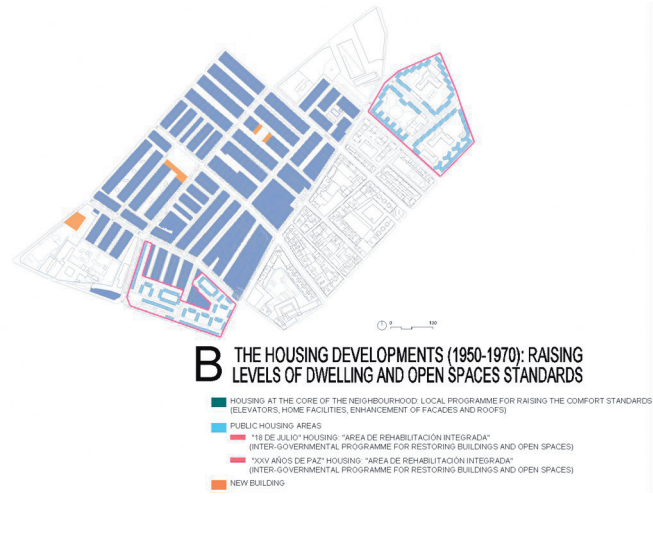 0 100
B THE HOUSING DEVELOPMENTS (1950-1970): RAISING
LEVELS OF DWELLING AND OPEN SPACES STANDARDS
HOUSING AT THE CORE OF THE NEIGHBOURHOOD: LOCAL PROGRAMME FOR RAISING THE COMFORT STANDARDS
(ELEVATORS, HOME FACILITIES, ENHANCEMENT OF FACADES AND ROOFS)
PUBLIC HOUSING AREAS
"18 DE JULIO" HOUSING: "AREA DE REHABILITACIÓN INTEGRADA"
(INTER-GOVERNMENTAL PROGRAMME FOR RESTORING BUILDINGS AND OPEN SPACES)
"XXV AÑOS DE PAZ" HOUSING: "AREA DE REHABILITACIÓN INTEGRADA"
(INTER-GOVERNMENTAL PROGRAMME FOR RESTORING BUILDINGS AND OPEN SPACES)
NEW BUILDING